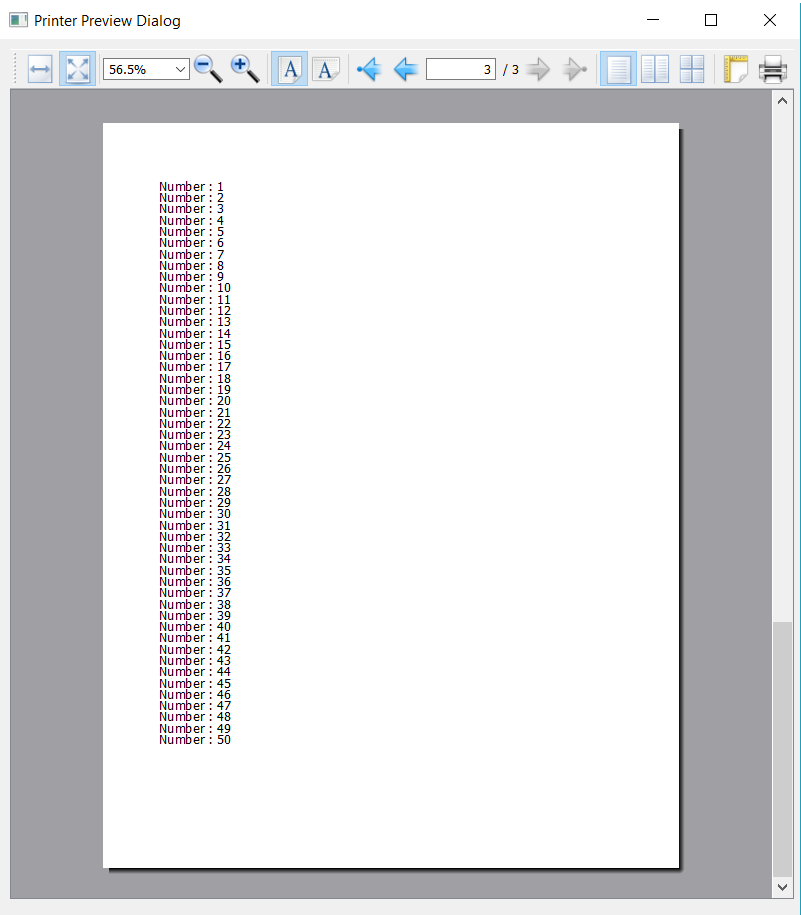 Printer Preview Dialog
56.5% A A 3 / 3
Number : 1
Number : 2
Number : 3
Number : 4
Number : 5
Number : 6
Number : 7
Number : 8
Number : 9
Number : 10
Number : 11
Number : 12
Number : 13
Number : 14
Number : 15
Number : 16
Number : 17
Number : 18
Number : 19
Number : 20
Number : 21
Number : 22
Number : 23
Number : 24
Number : 25
Number : 26
Number : 27
Number : 28
Number : 29
Number : 30
Number : 31
Number : 32
Number : 33
Number : 34
Number : 35
Number : 36
Number : 37
Number : 38
Number : 39
Number : 40
Number : 41
Number : 42
Number : 43
Number : 44
Number : 45
Number : 46
Number : 47
Number : 48
Number : 49
Number : 50